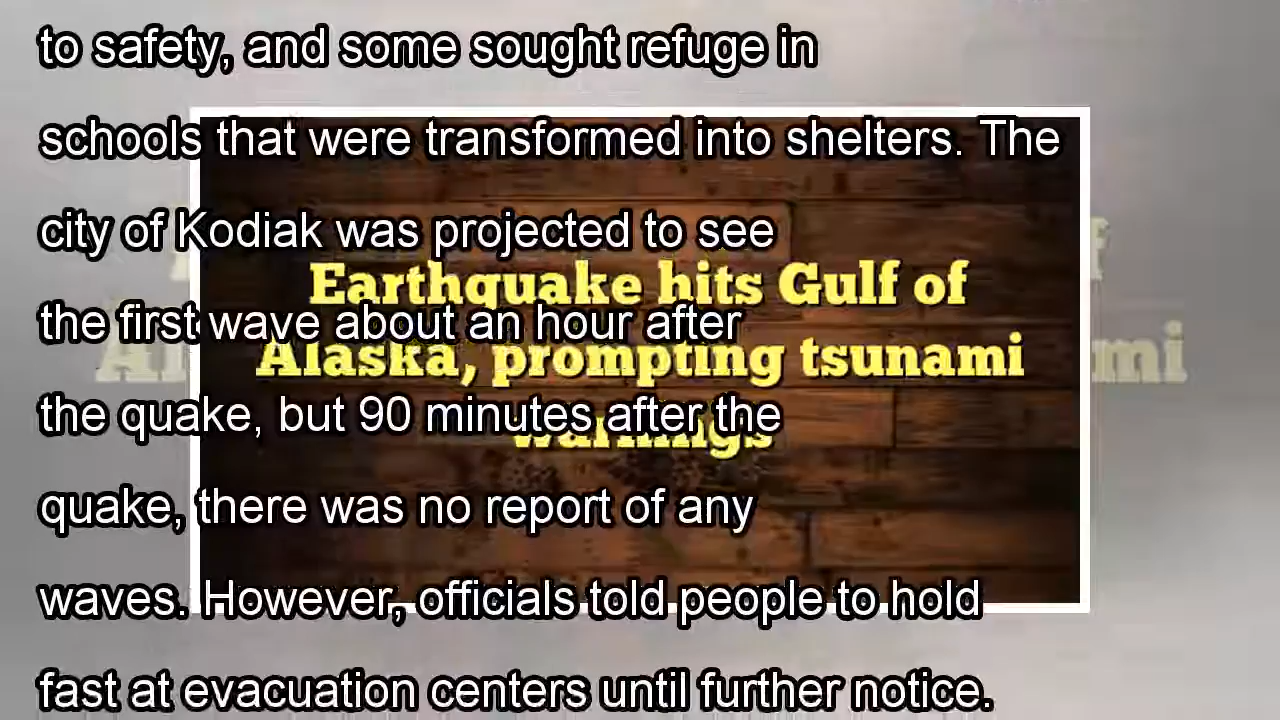 to safety, and some sought refuge in
schools that were transformed into shelters. The
city of Kodiak was projected to see
the first wave about an hour after
the quake, but 90 minutes after the
quake, there was no report of any
waves. However, officials told people to hold
fast at evacuation centers until further notice.
Earthquake hits Gulf of
Alaska, prompting tsunami
warnings